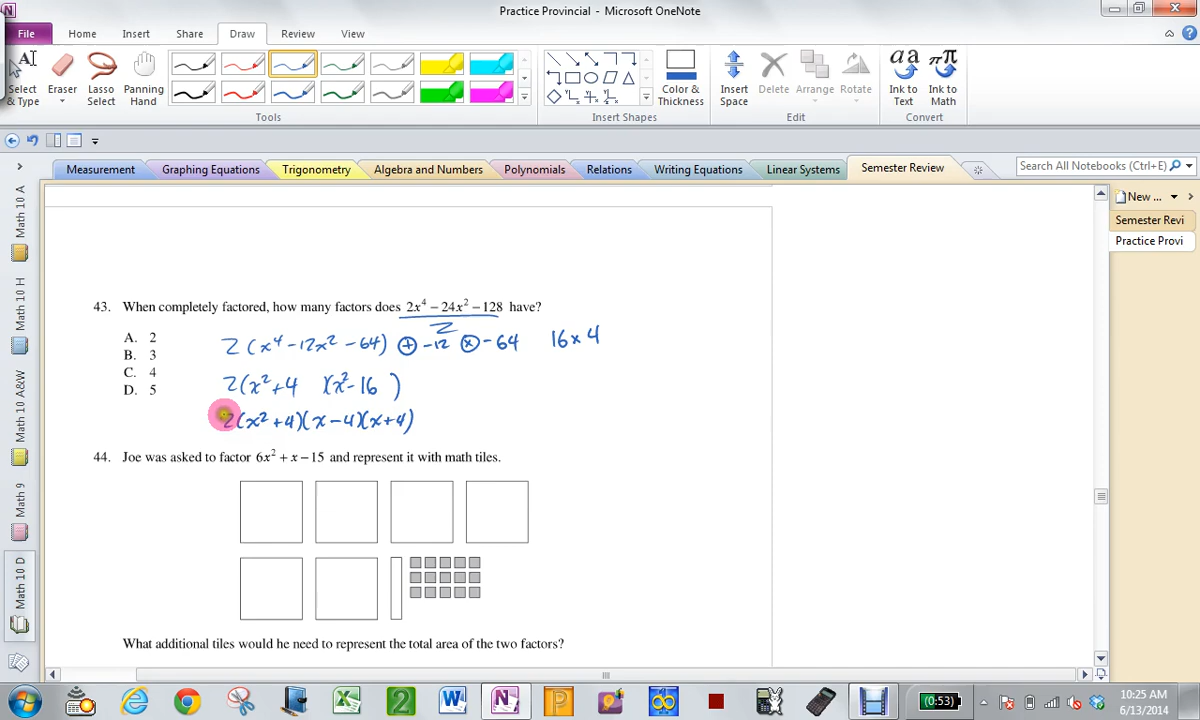 Practice Provincial - Microsoft OneNote
File Home Insert Share Draw Review View
Select & Type Eraser Lasso Select Panning Hand Color & Thickness Insert Space Delete Arrange Rotate Ink to Text Ink to Math
Tools Insert Shapes Edit Convert
Measurement Graphing Equations Trigonometry Algebra and Numbers Polynomials Relations Writing Equations Linear Systems Semester Review Search All Notebooks (Ctrl+E)
New ...
Semester Revi
Practice Provi
Math 10 A
Math 10 H
Math 10 A&W
Math 9
Math 10 D
43. When completely factored, how many factors does 2x⁴ – 24x² – 128 have?
2
A. 2
B. 3
C. 4
D. 5
2(x⁴ -12x² -64) + -12 × -64 16×4
2(x²+4 )(x²-16 )
2(x²+4)(x-4)(x+4)
44. Joe was asked to factor 6x² + x – 15 and represent it with math tiles.
What additional tiles would he need to represent the total area of the two factors?
(0:53)
10:25 AM
6/13/2014